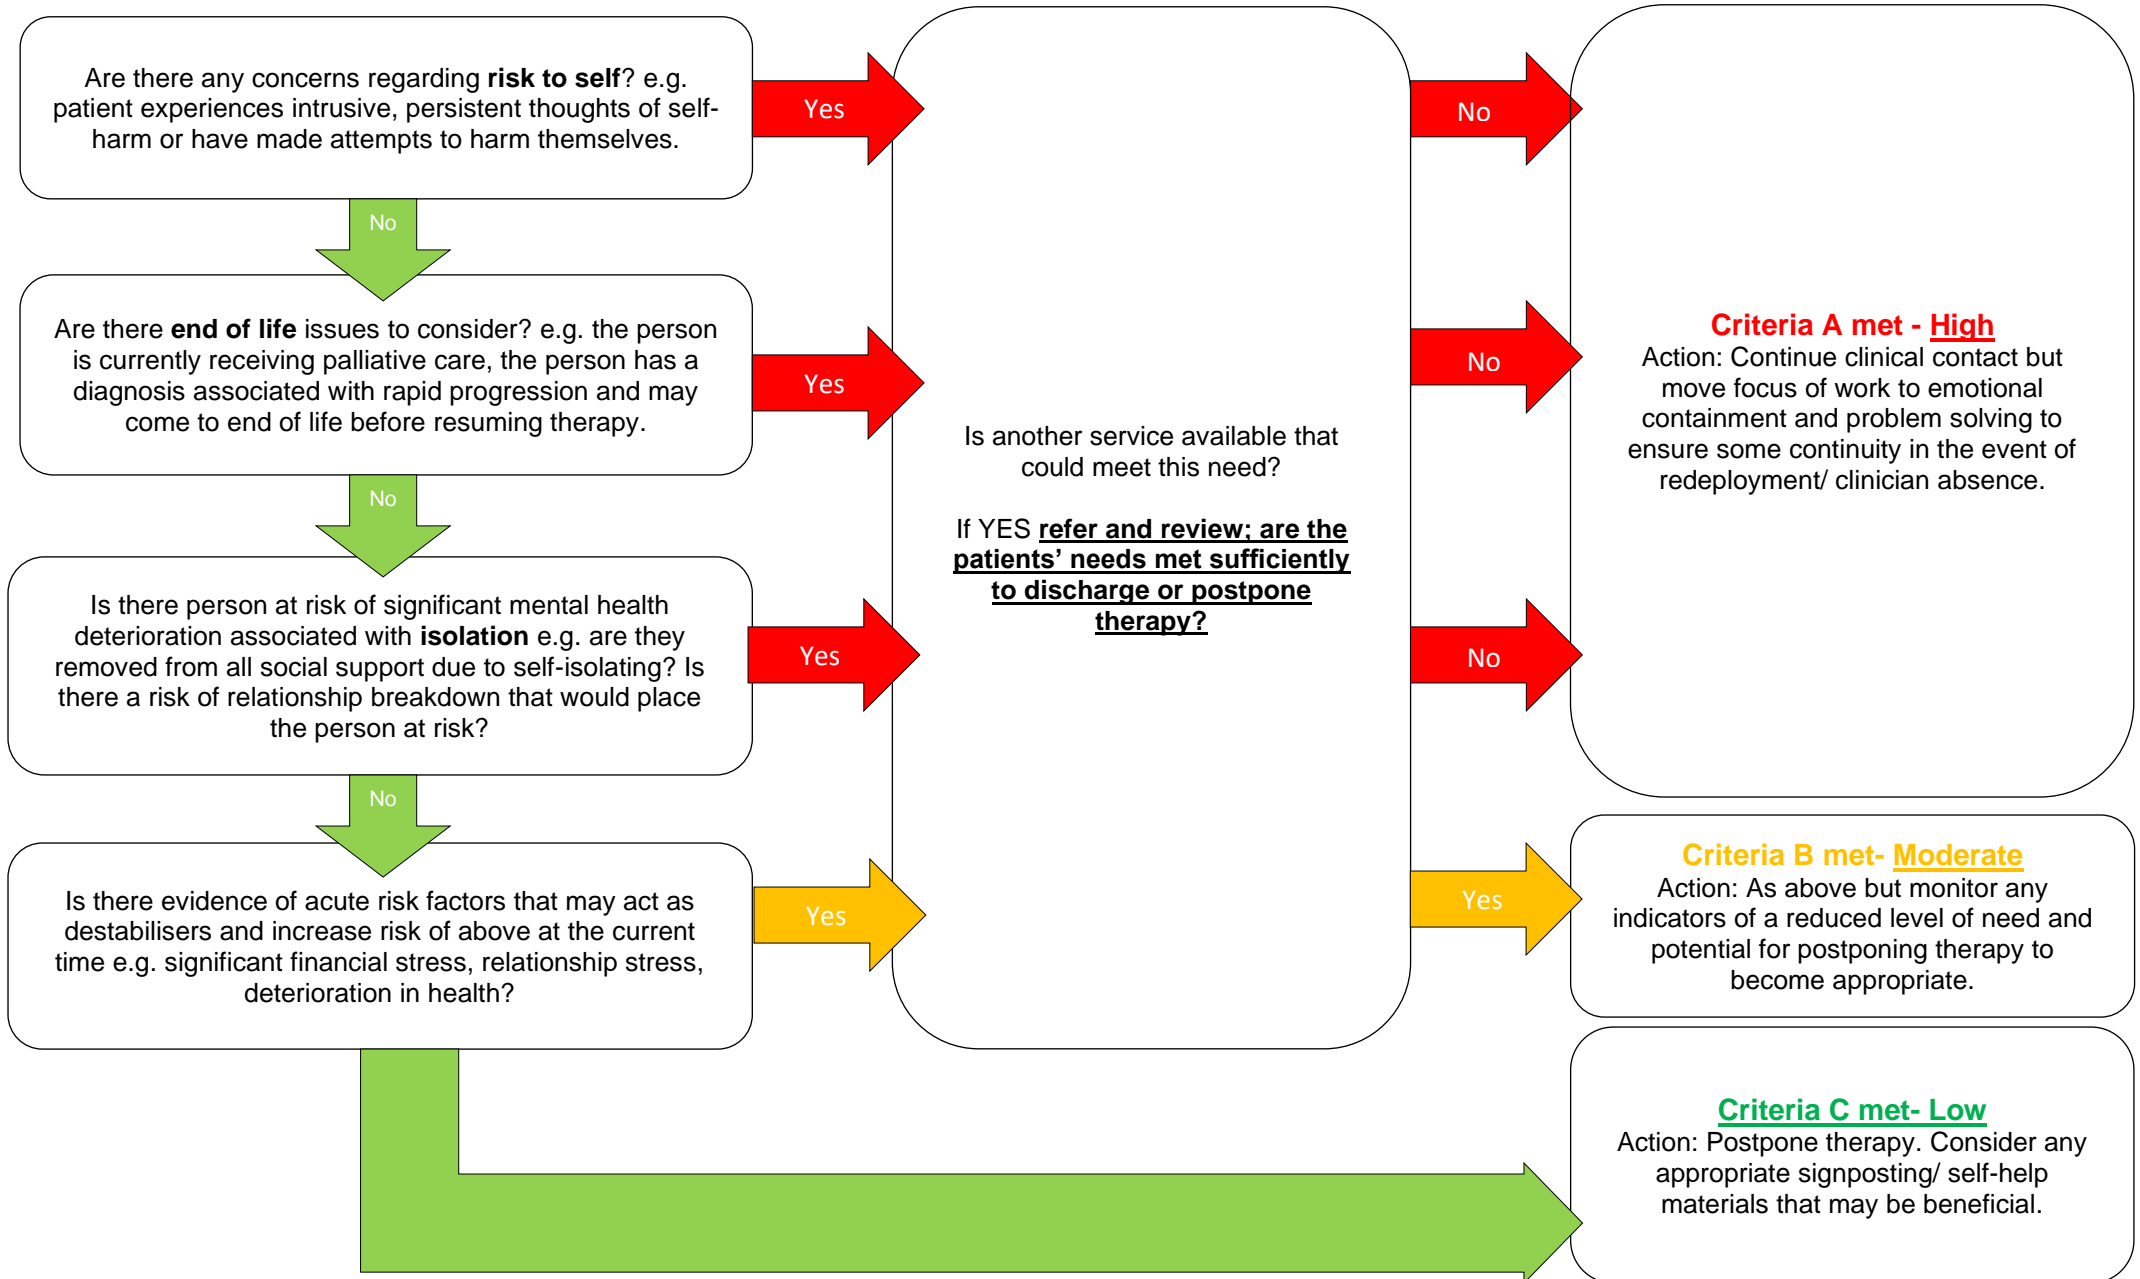 Are there any concerns regarding risk to self? e.g.
patient experiences intrusive, persistent thoughts of self-
harm or have made attempts to harm themselves.
Yes
No
No
Are there end of life issues to consider? e.g. the person
is currently receiving palliative care, the person has a
diagnosis associated with rapid progression and may
come to end of life before resuming therapy.
Yes
No
No
Is there person at risk of significant mental health
deterioration associated with isolation e.g. are they
removed from all social support due to self-isolating? Is
there a risk of relationship breakdown that would place
the person at risk?
Yes
No
No
Is there evidence of acute risk factors that may act as
destabilisers and increase risk of above at the current
time e.g. significant financial stress, relationship stress,
deterioration in health?
Yes
Yes
Is another service available that
could meet this need?
If YES refer and review; are the
patients’ needs met sufficiently
to discharge or postpone
therapy?
Criteria A met - High
Action: Continue clinical contact but
move focus of work to emotional
containment and problem solving to
ensure some continuity in the event of
redeployment/ clinician absence.
Criteria B met- Moderate
Action: As above but monitor any
indicators of a reduced level of need and
potential for postponing therapy to
become appropriate.
Criteria C met- Low
Action: Postpone therapy. Consider any
appropriate signposting/ self-help
materials that may be beneficial.